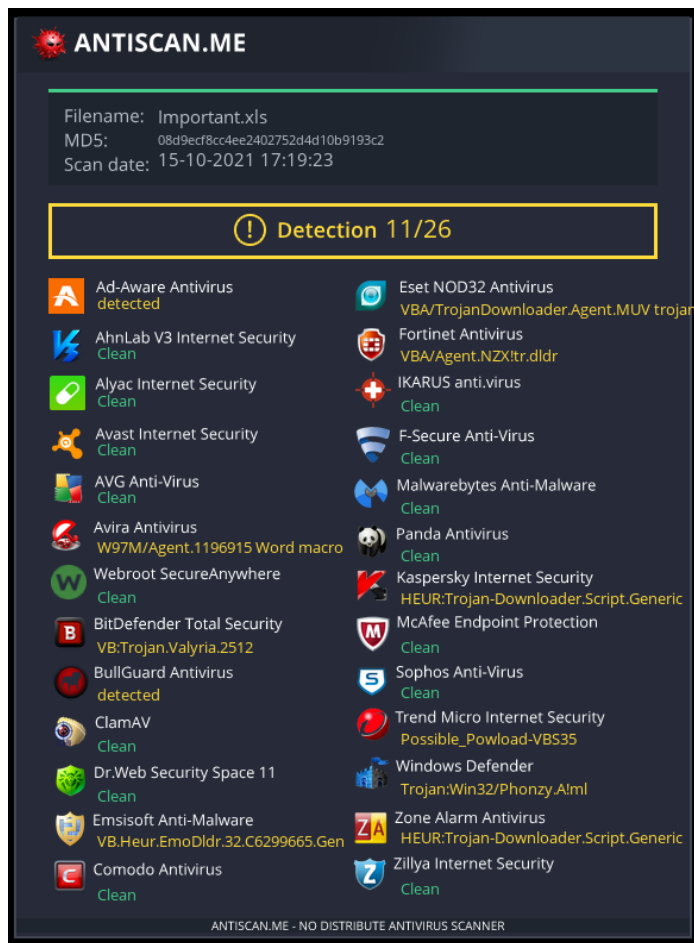 ANTISCAN.ME
Filename: Important.xls
MD5: 08d9ecf8cc4ee2402752d4d10b9193c2
Scan date: 15-10-2021 17:19:23
! Detection 11/26
Ad-Aware Antivirus
detected
AhnLab V3 Internet Security
Clean
Alyac Internet Security
Clean
Avast Internet Security
Clean
AVG Anti-Virus
Clean
Avira Antivirus
W97M/Agent.1196915 Word macro
W
Webroot SecureAnywhere
Clean
B
BitDefender Total Security
VB:Trojan.Valyria.2512
BullGuard Antivirus
detected
ClamAV
Clean
Dr.Web Security Space 11
Clean
Emsisoft Anti-Malware
VB.Heur.EmoDldr.32.C6299665.Gen
C
Comodo Antivirus
Clean
e
Eset NOD32 Antivirus
VBA/TrojanDownloader.Agent.MUV trojan
Fortinet Antivirus
VBA/Agent.NZX!tr.dldr
IKARUS anti.virus
Clean
F-Secure Anti-Virus
Clean
Malwarebytes Anti-Malware
Clean
Panda Antivirus
Clean
Kaspersky Internet Security
HEUR:Trojan-Downloader.Script.Generic
M
McAfee Endpoint Protection
Clean
S
Sophos Anti-Virus
Clean
Trend Micro Internet Security
Possible_Powload-VBS35
Windows Defender
Trojan:Win32/Phonzy.A!ml
ZA
Zone Alarm Antivirus
HEUR:Trojan-Downloader.Script.Generic
Z
Zillya Internet Security
Clean
ANTISCAN.ME - NO DISTRIBUTE ANTIVIRUS SCANNER